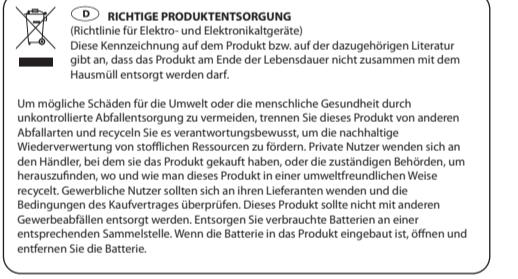 D RICHTIGE PRODUKTENTSORGUNG
(Richtlinie für Elektro- und Elektronikaltgeräte)
Diese Kennzeichnung auf dem Produkt bzw. auf der dazugehörigen Literatur
gibt an, dass das Produkt am Ende der Lebensdauer nicht zusammen mit dem
Hausmüll entsorgt werden darf.
Um mögliche Schäden für die Umwelt oder die menschliche Gesundheit durch
unkontrollierte Abfallentsorgung zu vermeiden, trennen Sie dieses Produkt von anderen
Abfallarten und recyceln Sie es verantwortungsbewusst, um die nachhaltige
Wiederverwertung von stofflichen Ressourcen zu fördern. Private Nutzer wenden sich an
den Händler, bei dem sie das Produkt gekauft haben, oder die zuständigen Behörden, um
herauszufinden, wo und wie man dieses Produkt in einer umweltfreundlichen Weise
recycelt. Gewerbliche Nutzer sollten sich an ihren Lieferanten wenden und die
Bedingungen des Kaufvertrages überprüfen. Dieses Produkt sollte nicht mit anderen
Gewerbeabfällen entsorgt werden. Entsorgen Sie verbrauchte Batterien an einer
entsprechenden Sammelstelle. Wenn die Batterie in das Produkt eingebaut ist, öffnen und
entfernen Sie die Batterie.